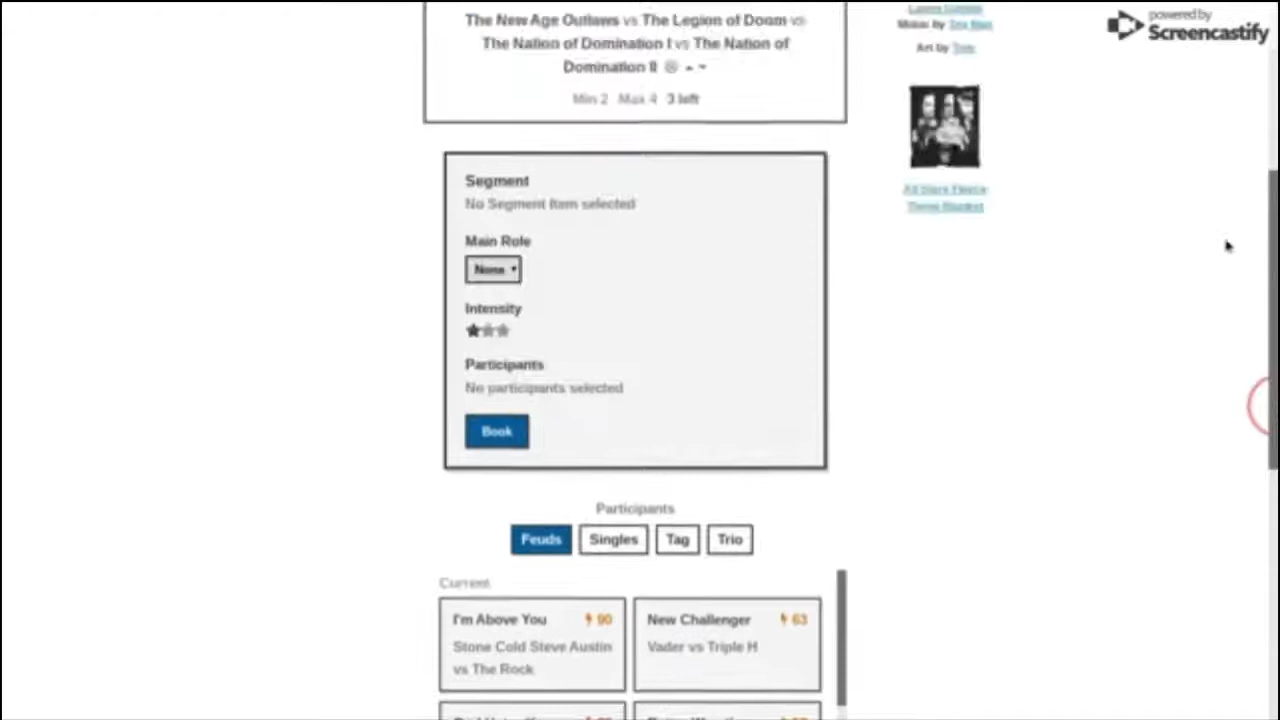 The New Age Outlaws vs The Legion of Doom vs
The Nation of Domination I vs The Nation of
Domination II
Min 2 Max 4 3 left
Music by
Art by
powered by
Screencastify
Segment
No Segment Item selected
Main Role
None
Intensity
Participants
No participants selected
Book
Participants
Feuds
Singles
Tag
Trio
Current
I'm Above You 90
Stone Cold Steve Austin
vs The Rock
New Challenger 63
Vader vs Triple H